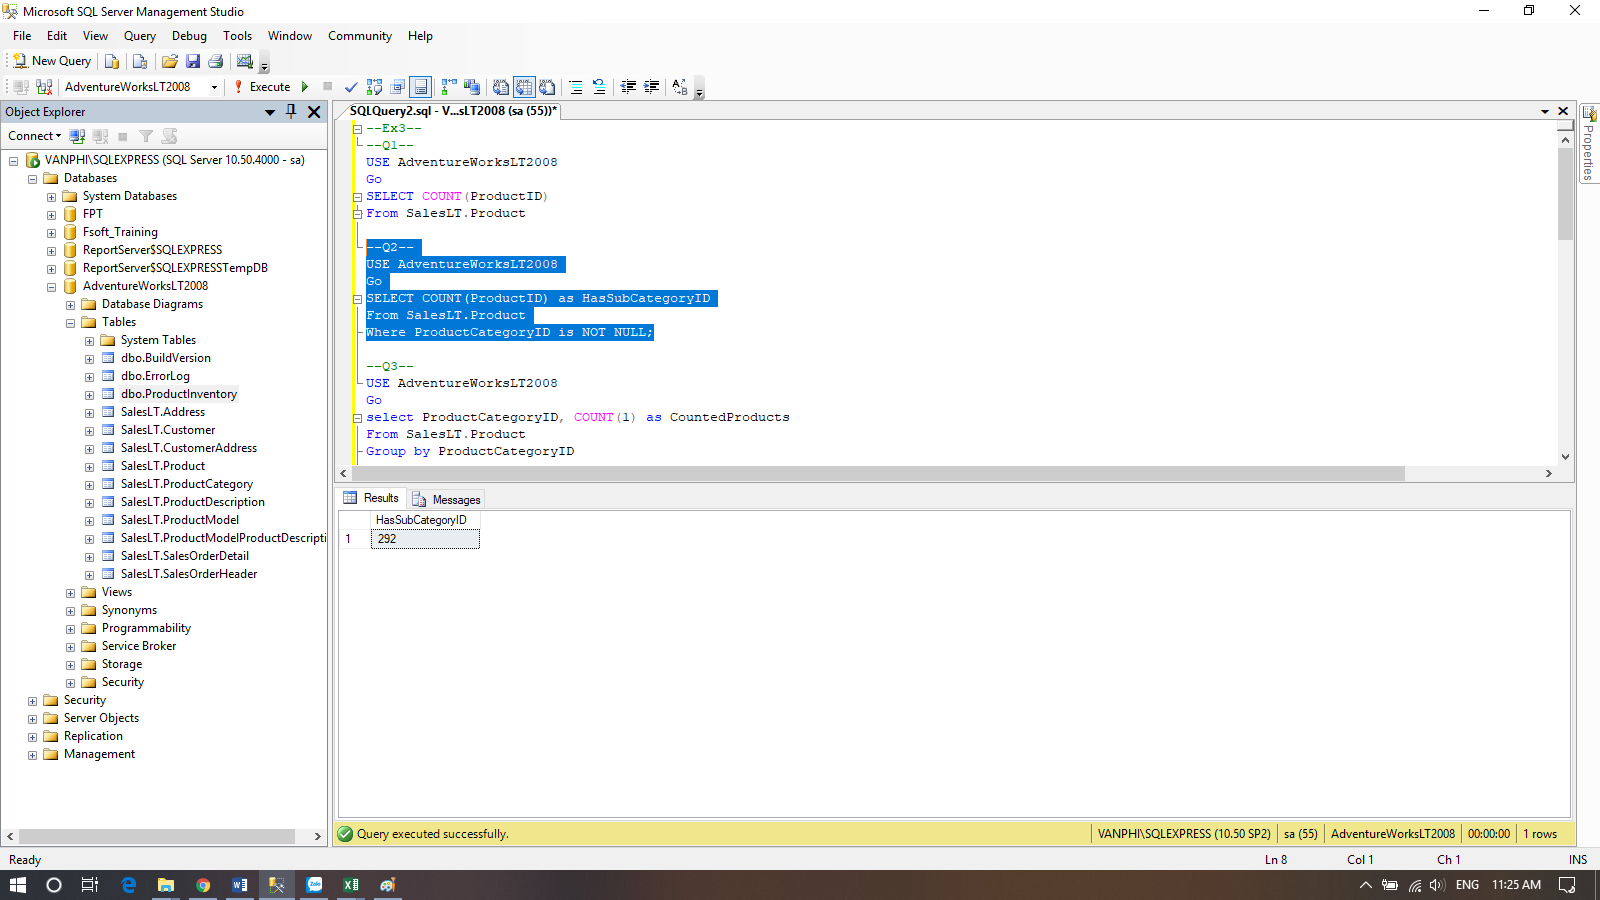 Microsoft SQL Server Management Studio
File Edit View Query Debug Tools Window Community Help
New Query
AdventureWorksLT2008 Execute
Object Explorer
Connect
VANPHI\SQLEXPRESS (SQL Server 10.50.4000 - sa)
Databases
System Databases
FPT
Fsoft_Training
ReportServer$SQLEXPRESS
ReportServer$SQLEXPRESSTempDB
AdventureWorksLT2008
Database Diagrams
Tables
System Tables
dbo.BuildVersion
dbo.ErrorLog
dbo.ProductInventory
SalesLT.Address
SalesLT.Customer
SalesLT.CustomerAddress
SalesLT.Product
SalesLT.ProductCategory
SalesLT.ProductDescription
SalesLT.ProductModel
SalesLT.ProductModelProductDescripti
SalesLT.SalesOrderDetail
SalesLT.SalesOrderHeader
Views
Synonyms
Programmability
Service Broker
Storage
Security
Security
Server Objects
Replication
Management
SQLQuery2.sql - V...sLT2008 (sa (55))*
--Ex3--
--Q1--
USE AdventureWorksLT2008
Go
SELECT COUNT(ProductID)
From SalesLT.Product
--Q2--
USE AdventureWorksLT2008
Go
SELECT COUNT(ProductID) as HasSubCategoryID
From SalesLT.Product
Where ProductCategoryID is NOT NULL;
--Q3--
USE AdventureWorksLT2008
Go
select ProductCategoryID, COUNT(1) as CountedProducts
From SalesLT.Product
Group by ProductCategoryID
Properties
Results Messages
HasSubCategoryID
1 292
Query executed successfully. VANPHI\SQLEXPRESS (10.50 SP2) sa (55) AdventureWorksLT2008 00:00:00 1 rows
Ready Ln 8 Col 1 Ch 1 INS
Zalo ENG 11:25 AM